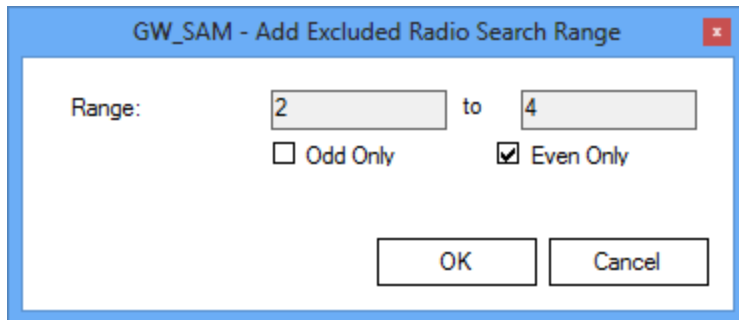 GW_SAM - Add Excluded Radio Search Range
x
Range: 2 to 4
Odd Only Even Only
OK Cancel